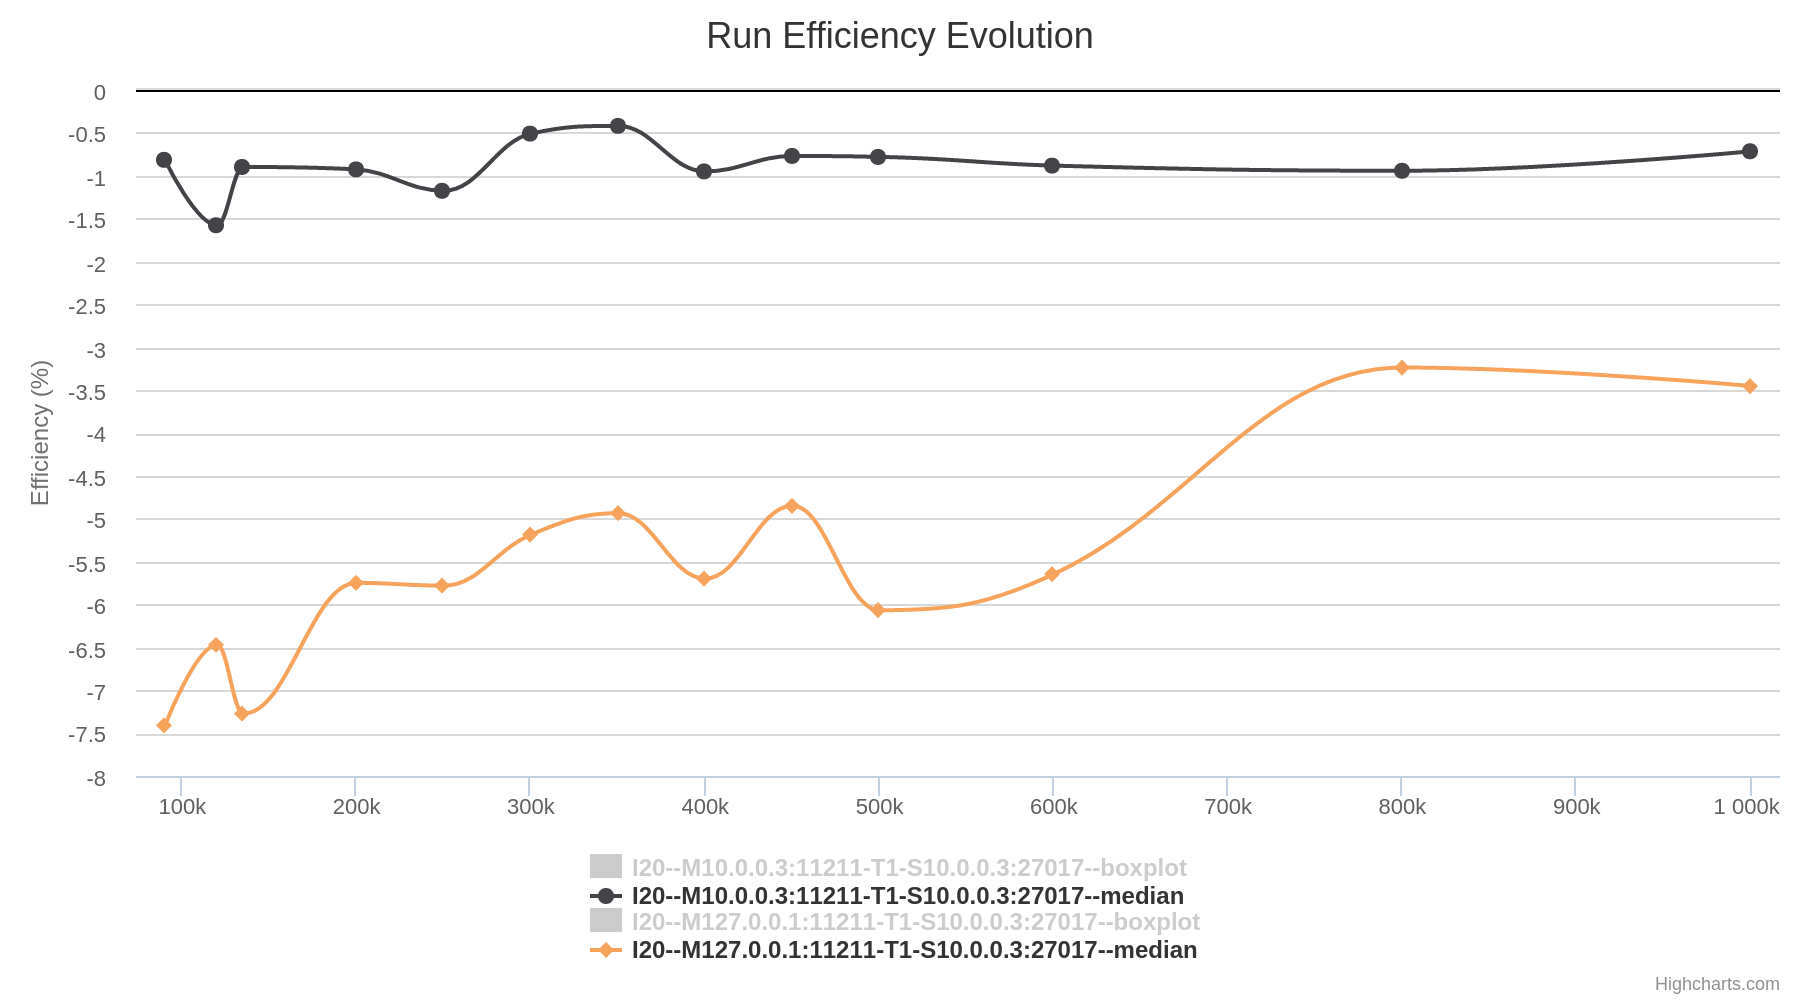 Run Efficiency Evolution
0
-0.5
-1
-1.5
-2
-2.5
-3
-3.5
-4
-4.5
-5
-5.5
-6
-6.5
-7
-7.5
-8
Efficiency (%)
100k
200k
300k
400k
500k
600k
700k
800k
900k
1 000k
I20--M10.0.0.3:11211-T1-S10.0.0.3:27017--boxplot
I20--M10.0.0.3:11211-T1-S10.0.0.3:27017--median
I20--M127.0.0.1:11211-T1-S10.0.0.3:27017--boxplot
I20--M127.0.0.1:11211-T1-S10.0.0.3:27017--median
Highcharts.com